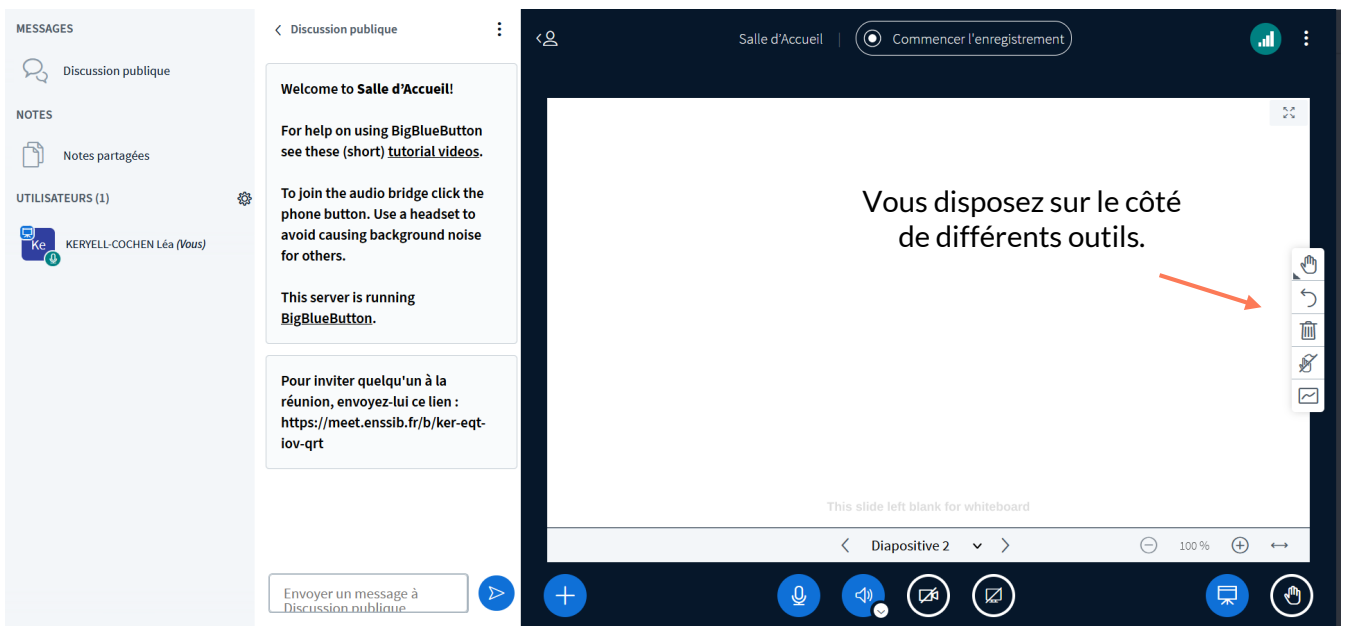 MESSAGES
Discussion publique
NOTES
Notes partagées
UTILISATEURS (1)
Ke
KERYELL-COCHEN Léa (Vous)
Discussion publique
Welcome to Salle d'Accueil!
For help on using BigBlueButton
see these (short) tutorial videos.
To join the audio bridge click the
phone button. Use a headset to
avoid causing background noise
for others.
This server is running
BigBlueButton.
Pour inviter quelqu'un à la
réunion, envoyez-lui ce lien :
https://meet.enssib.fr/b/ker-eqt-
iov-qrt
Envoyer un message à
Discussion publique
Salle d'Accueil
Commencer l'enregistrement
Vous disposez sur le côté
de différents outils.
This slide left blank for whiteboard
Diapositive 2
100 %